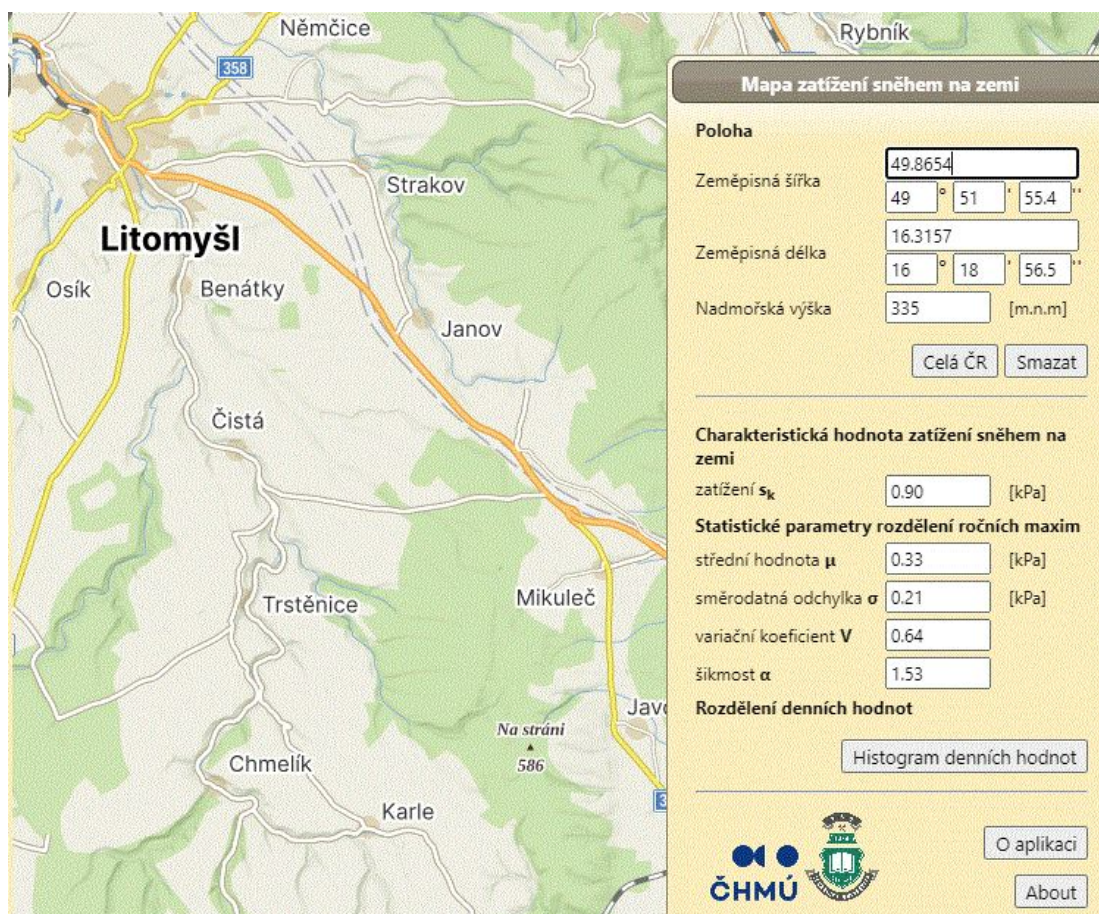 Němčice
Rybník
358
Strakov
Litomyšl
Osík
Benátky
Janov
Čistá
Trstěnice
Mikuleč
Na stráni
586
Chmelík
Karle
Mapa zatížení sněhem na zemi
Poloha
Zeměpisná šířka
49.8654
49 ° 51 ' 55.4 ''
Zeměpisná délka
16.3157
16 ° 18 ' 56.5 ''
Nadmořská výška 335 [m.n.m]
Celá ČR Smazat
Charakteristická hodnota zatížení sněhem na
zemi
zatížení sk 0.90 [kPa]
Statistické parametry rozdělení ročních maxim
střední hodnota μ 0.33 [kPa]
směrodatná odchylka σ 0.21 [kPa]
variační koeficient V 0.64
šikmost α 1.53
Rozdělení denních hodnot
Histogram denních hodnot
ČHMÚ
O aplikaci
About